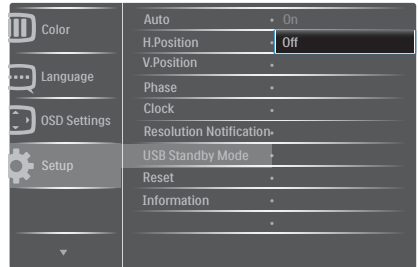 Color
Language
OSD Settings
Setup
Auto
H.Position
V.Position
Phase
Clock
Resolution Notification
USB Standby Mode
Reset
Information
On
Off